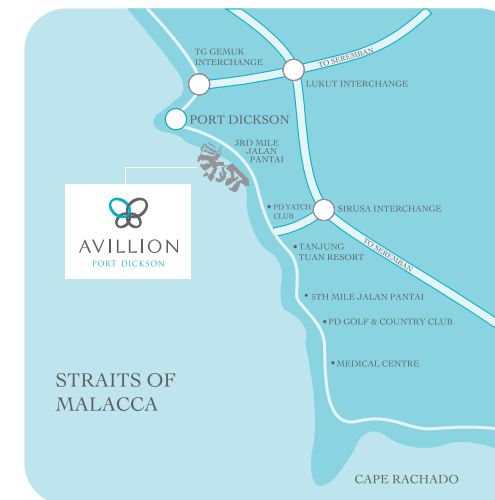 TG GEMUK
INTERCHANGE
TO SEREMBAN
LUKUT INTERCHANGE
PORT DICKSON
3RD MILE
JALAN
PANTAI
AVILLION
PORT DICKSON
• PD YATCH
CLUB
SIRUSA INTERCHANGE
• TANJUNG
TUAN RESORT
TO SEREMBAN
• 5TH MILE JALAN PANTAI
• PD GOLF & COUNTRY CLUB
• MEDICAL CENTRE
STRAITS OF
MALACCA
CAPE RACHADO